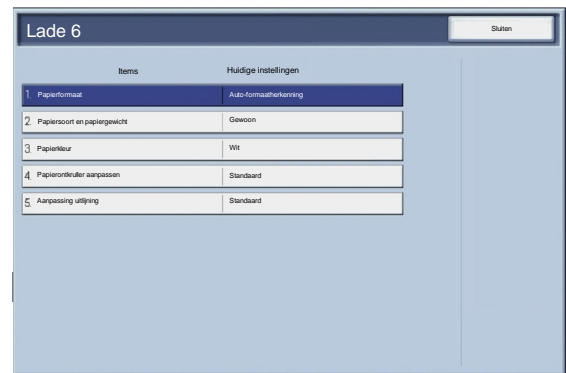 Lade 6
Sluiten
Items Huidige instellingen
1. Papierformaat Auto-formaatherkenning
2. Papiersoort en papiergewicht Gewoon
3. Papierkleur Wit
4. Papierontkruller aanpassen Standaard
5. Aanpassing uitlijning Standaard